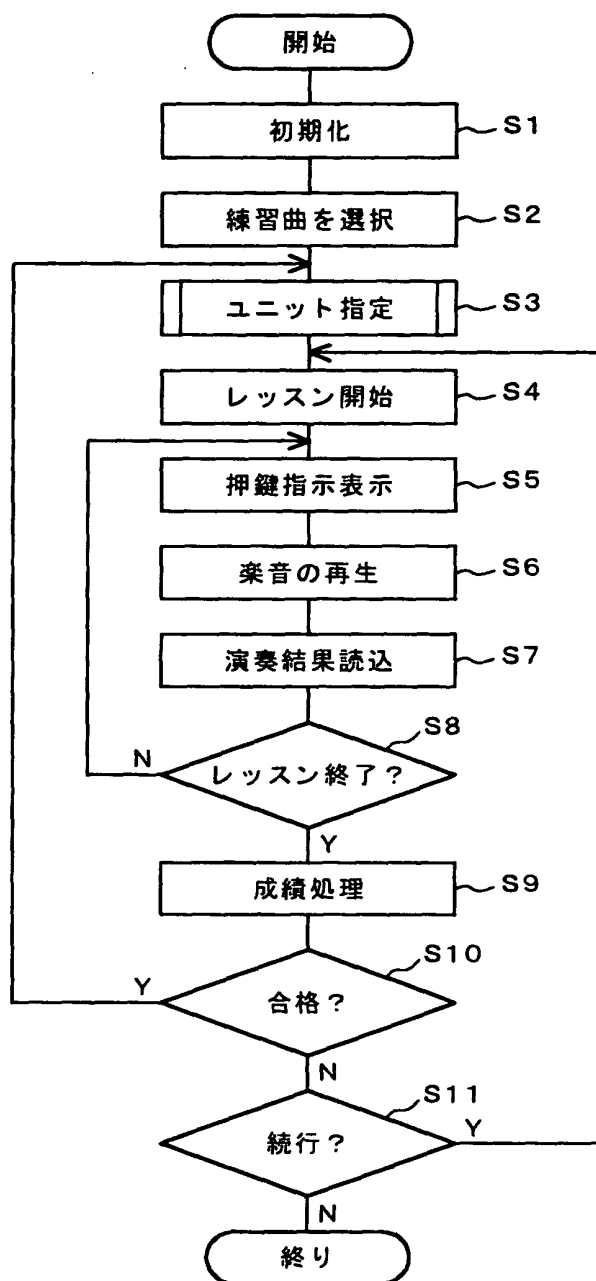 開始
初期化 S1
練習曲を選択 S2
ユニット指定 S3
レッスン開始 S4
押鍵指示表示 S5
楽音の再生 S6
演奏結果読込 S7
S8
N レッスン終了?
Y
成績処理 S9
S10
Y 合格?
N
S11
続行? Y
N
終り